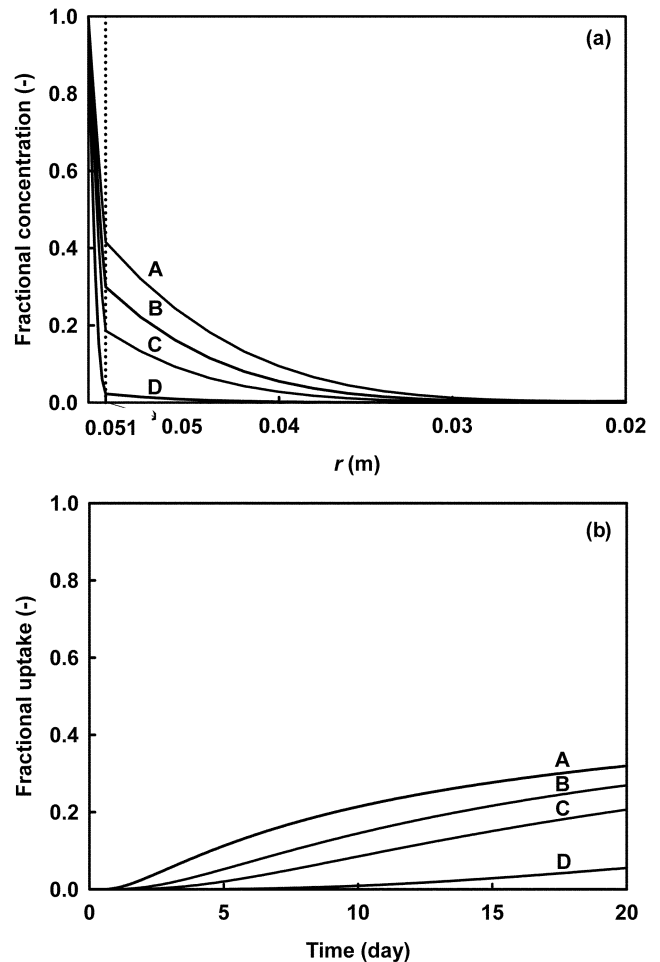 (a)
Fractional concentration (-)
1.0
0.8
0.6
0.4
0.2
0.0
A
B
C
D
0.051 0.05 0.04 0.03 0.02
r (m)
(b)
Fractional uptake (-)
1.0
0.8
0.6
0.4
0.2
0.0
A
B
C
D
0 5 10 15 20
Time (day)